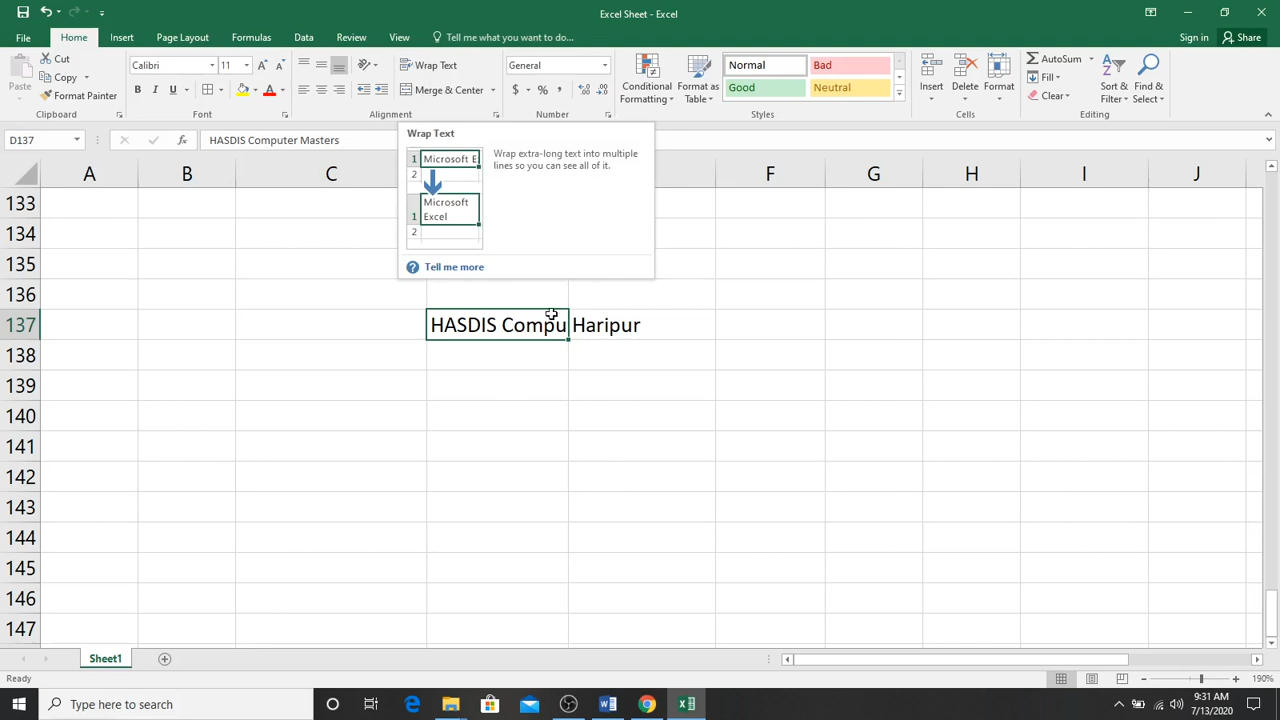 Excel Sheet - Excel
File Home Insert Page Layout Formulas Data Review View Tell me what you want to do... Sign in Share
Paste Cut Copy Format Painter Clipboard
Calibri 11 B I U A Font
Wrap Text Merge & Center Alignment
General $ % , Number
Conditional Formatting Format as Table Normal Bad Good Neutral Styles
Insert Delete Format Cells
AutoSum Fill Clear Sort & Filter Find & Select Editing
D137 fx HASDIS Computer Masters
Wrap Text
Wrap extra-long text into multiple
lines so you can see all of it.
1 Microsoft E
2
Microsoft
1 Excel
2
Tell me more
A B C F G H I J
133
134
135
136
137 HASDIS Compu Haripur
138
139
140
141
142
143
144
145
146
147
Sheet1
Ready 190%
Type here to search
9:31 AM
7/13/2020